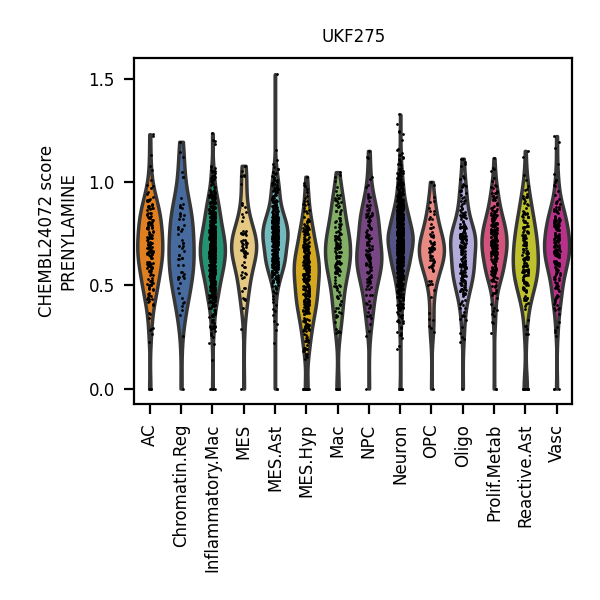 UKF275
CHEMBL24072 score
PRENYLAMINE
1.5
1.0
0.5
0.0
AC
Chromatin.Reg
Inflammatory.Mac
MES
MES.Ast
MES.Hyp
Mac
NPC
Neuron
OPC
Oligo
Prolif.Metab
Reactive.Ast
Vasc